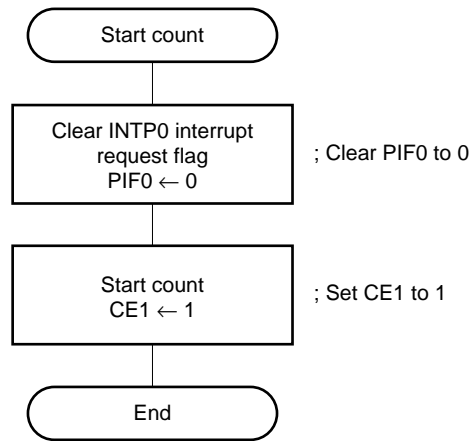 Start count
Clear INTP0 interrupt
request flag
PIF0 ← 0
; Clear PIF0 to 0
Start count
CE1 ← 1
; Set CE1 to 1
End